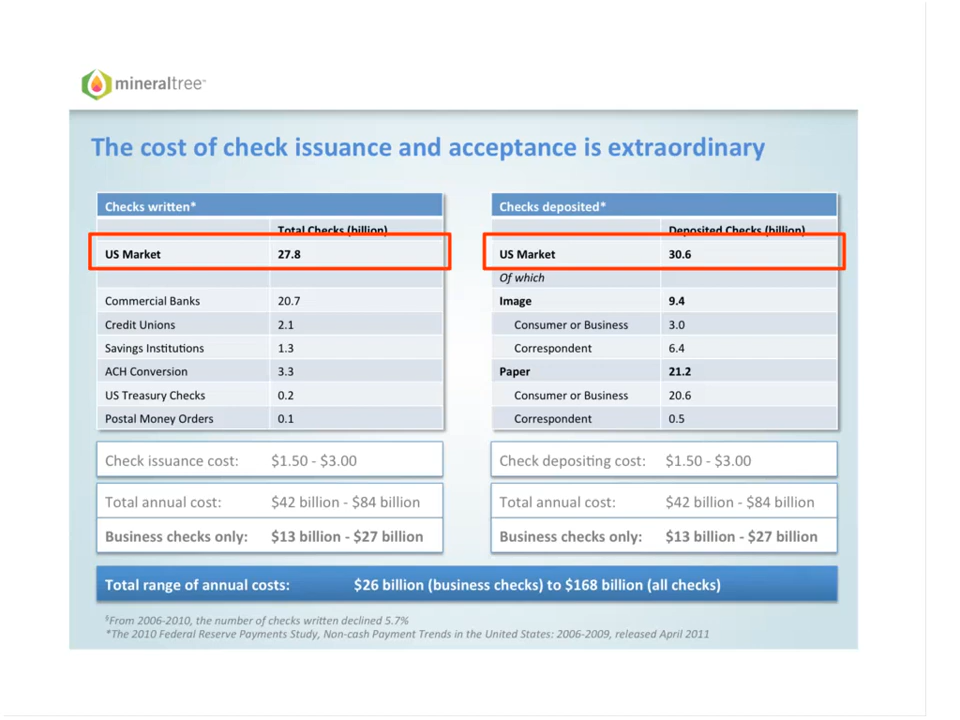 mineraltree™
The cost of check issuance and acceptance is extraordinary
Checks written*
Total Checks (billion)
US Market 27.8
Commercial Banks 20.7
Credit Unions 2.1
Savings Institutions 1.3
ACH Conversion 3.3
US Treasury Checks 0.2
Postal Money Orders 0.1
Check issuance cost: $1.50 - $3.00
Total annual cost: $42 billion - $84 billion
Business checks only: $13 billion - $27 billion
Checks deposited*
Deposited Checks (billion)
US Market 30.6
Of which
Image 9.4
Consumer or Business 3.0
Correspondent 6.4
Paper 21.2
Consumer or Business 20.6
Correspondent 0.5
Check depositing cost: $1.50 - $3.00
Total annual cost: $42 billion - $84 billion
Business checks only: $13 billion - $27 billion
Total range of annual costs: $26 billion (business checks) to $168 billion (all checks)
§From 2006-2010, the number of checks written declined 5.7%
*The 2010 Federal Reserve Payments Study, Non-cash Payment Trends in the United States: 2006-2009, released April 2011